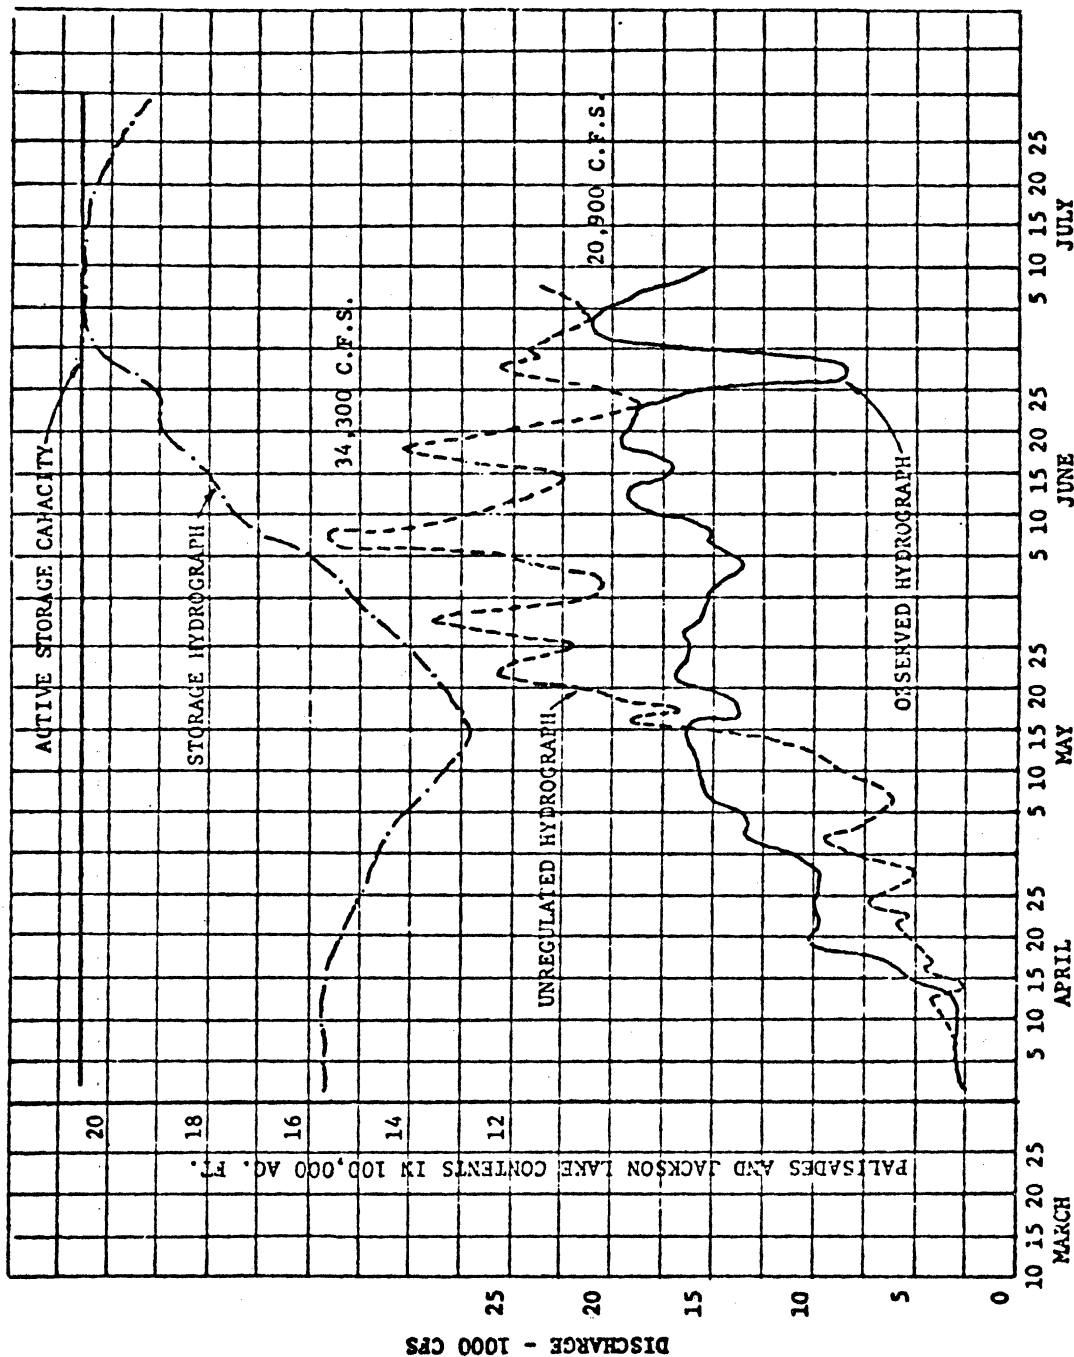 ACTIVE STORAGE CAPACITY
STORAGE HYDROGRAPH
34,300 C.F.S.
20,900 C.F.S.
UNREGULATED HYDROGRAPH
OBSERVED HYDROGRAPH
PALISADES AND JACKSON LAKE CONTENTS IN 100,000 AC. FT.
20
18
16
14
12
DISCHARGE - 1000 CFS
25
20
15
10
5
0
10 15 20 25 5 10 15 20 25 5 10 15 20 25 5 10 15 20 25 5 10 15 20 25
MARCH APRIL MAY JUNE JULY